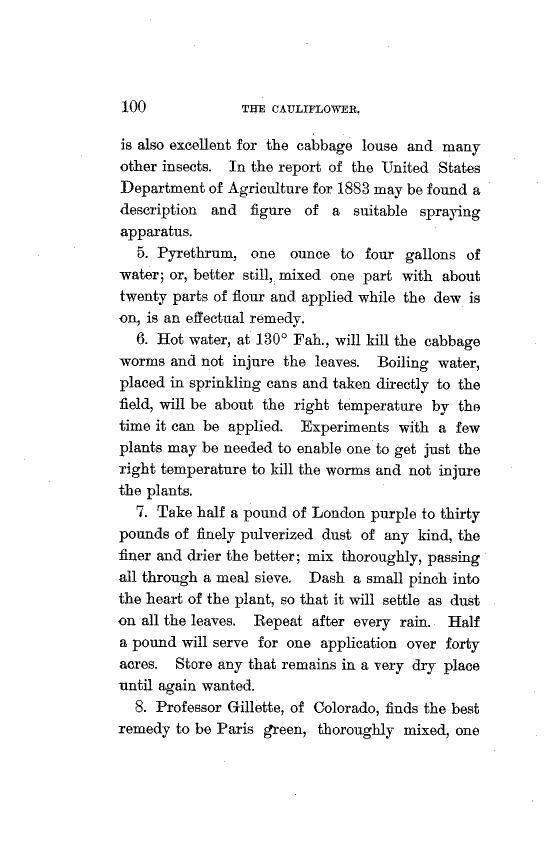 100 THE CAULIFLOWER.
is also excellent for the cabbage louse and many
other insects. In the report of the United States
Department of Agriculture for 1883 may be found a
description and figure of a suitable spraying
apparatus.
5. Pyrethrum, one ounce to four gallons of
water; or, better still, mixed one part with about
twenty parts of flour and applied while the dew is
on, is an effectual remedy.
6. Hot water, at 130° Fah., will kill the cabbage
worms and not injure the leaves. Boiling water,
placed in sprinkling cans and taken directly to the
field, will be about the right temperature by the
time it can be applied. Experiments with a few
plants may be needed to enable one to get just the
right temperature to kill the worms and not injure
the plants.
7. Take half a pound of London purple to thirty
pounds of finely pulverized dust of any kind, the
finer and drier the better; mix thoroughly, passing
all through a meal sieve. Dash a small pinch into
the heart of the plant, so that it will settle as dust
on all the leaves. Repeat after every rain. Half
a pound will serve for one application over forty
acres. Store any that remains in a very dry place
until again wanted.
8. Professor Gillette, of Colorado, finds the best
remedy to be Paris green, thoroughly mixed, one